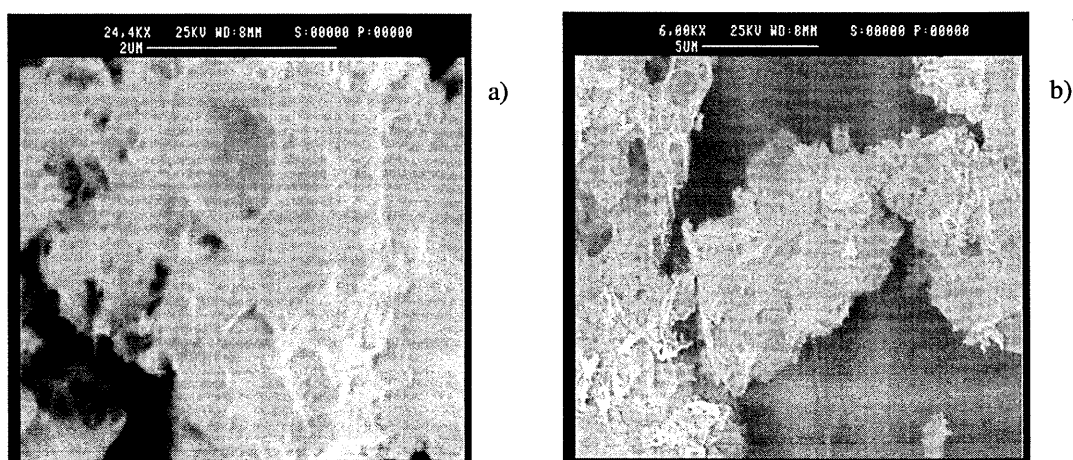 24.4KX 25KV WD:8MM S:00000 P:00000
2UM
a)
6.00KX 25KV WD:8MM S:00000 P:00000
5UM
b)